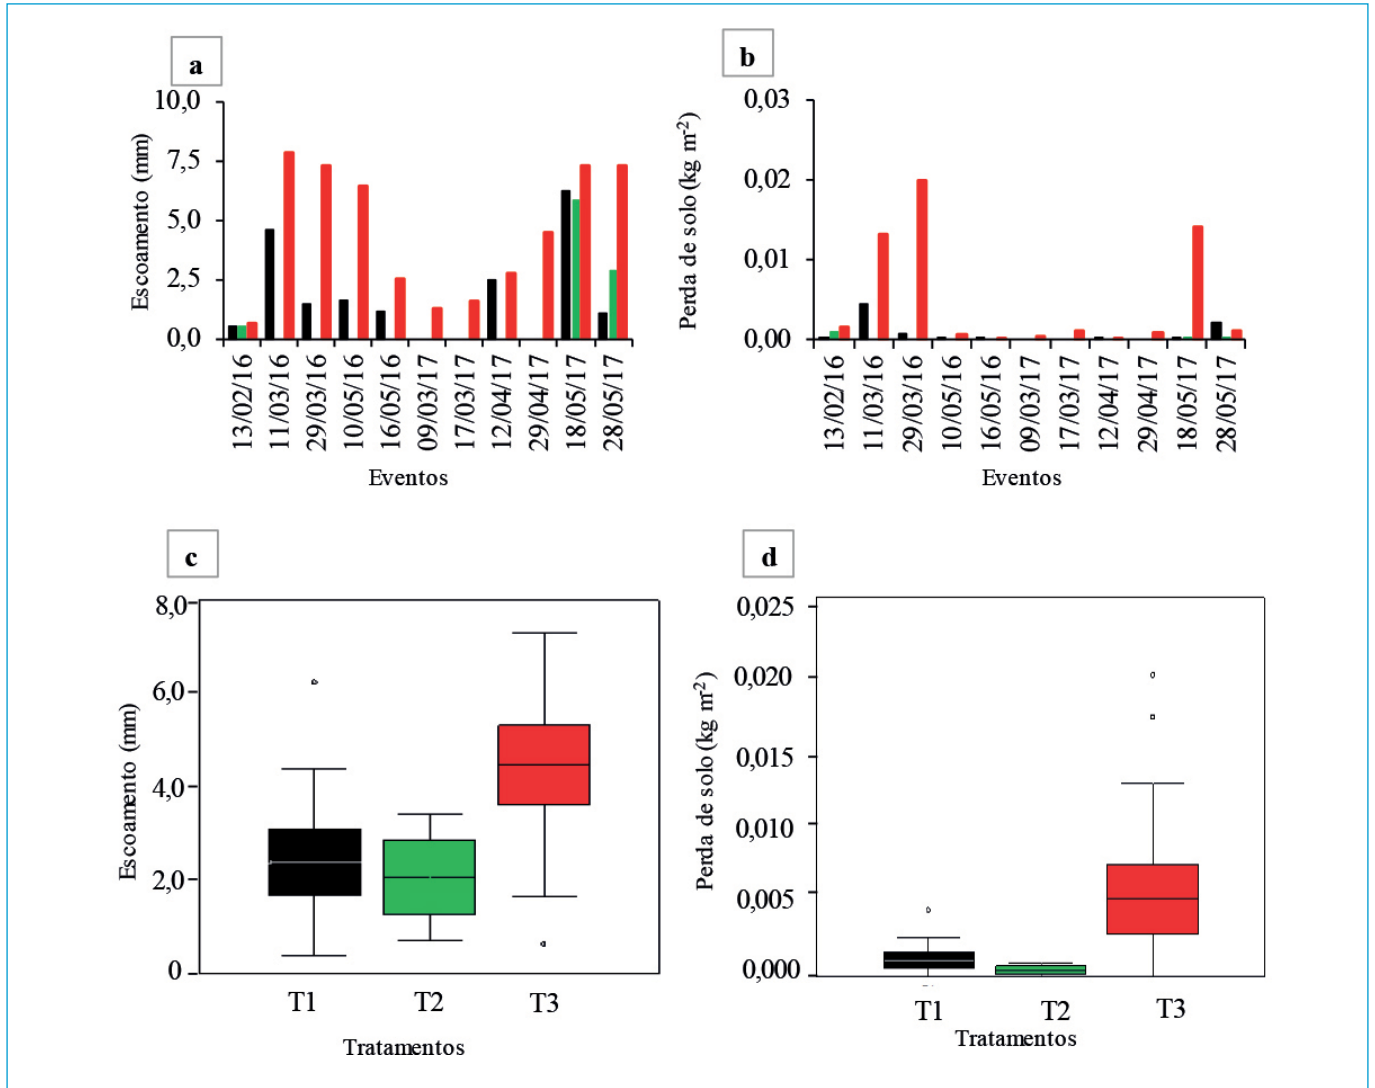 a
10,0
7,5
5,0
2,5
0,0
Escoamento (mm)
13/02/16
11/03/16
29/03/16
10/05/16
16/05/16
09/03/17
17/03/17
12/04/17
29/04/17
18/05/17
28/05/17
Eventos
b
0,03
0,02
0,01
0,00
Perda de solo (kg m-2)
13/02/16
11/03/16
29/03/16
10/05/16
16/05/16
09/03/17
17/03/17
12/04/17
29/04/17
18/05/17
28/05/17
Eventos
c
8,0
6,0
4,0
2,0
0
Escoamento (mm)
T1
T2
T3
Tratamentos
d
0,025
0,020
0,015
0,010
0,005
0,000
Perda de solo (kg m-2)
T1
T2
T3
Tratamentos